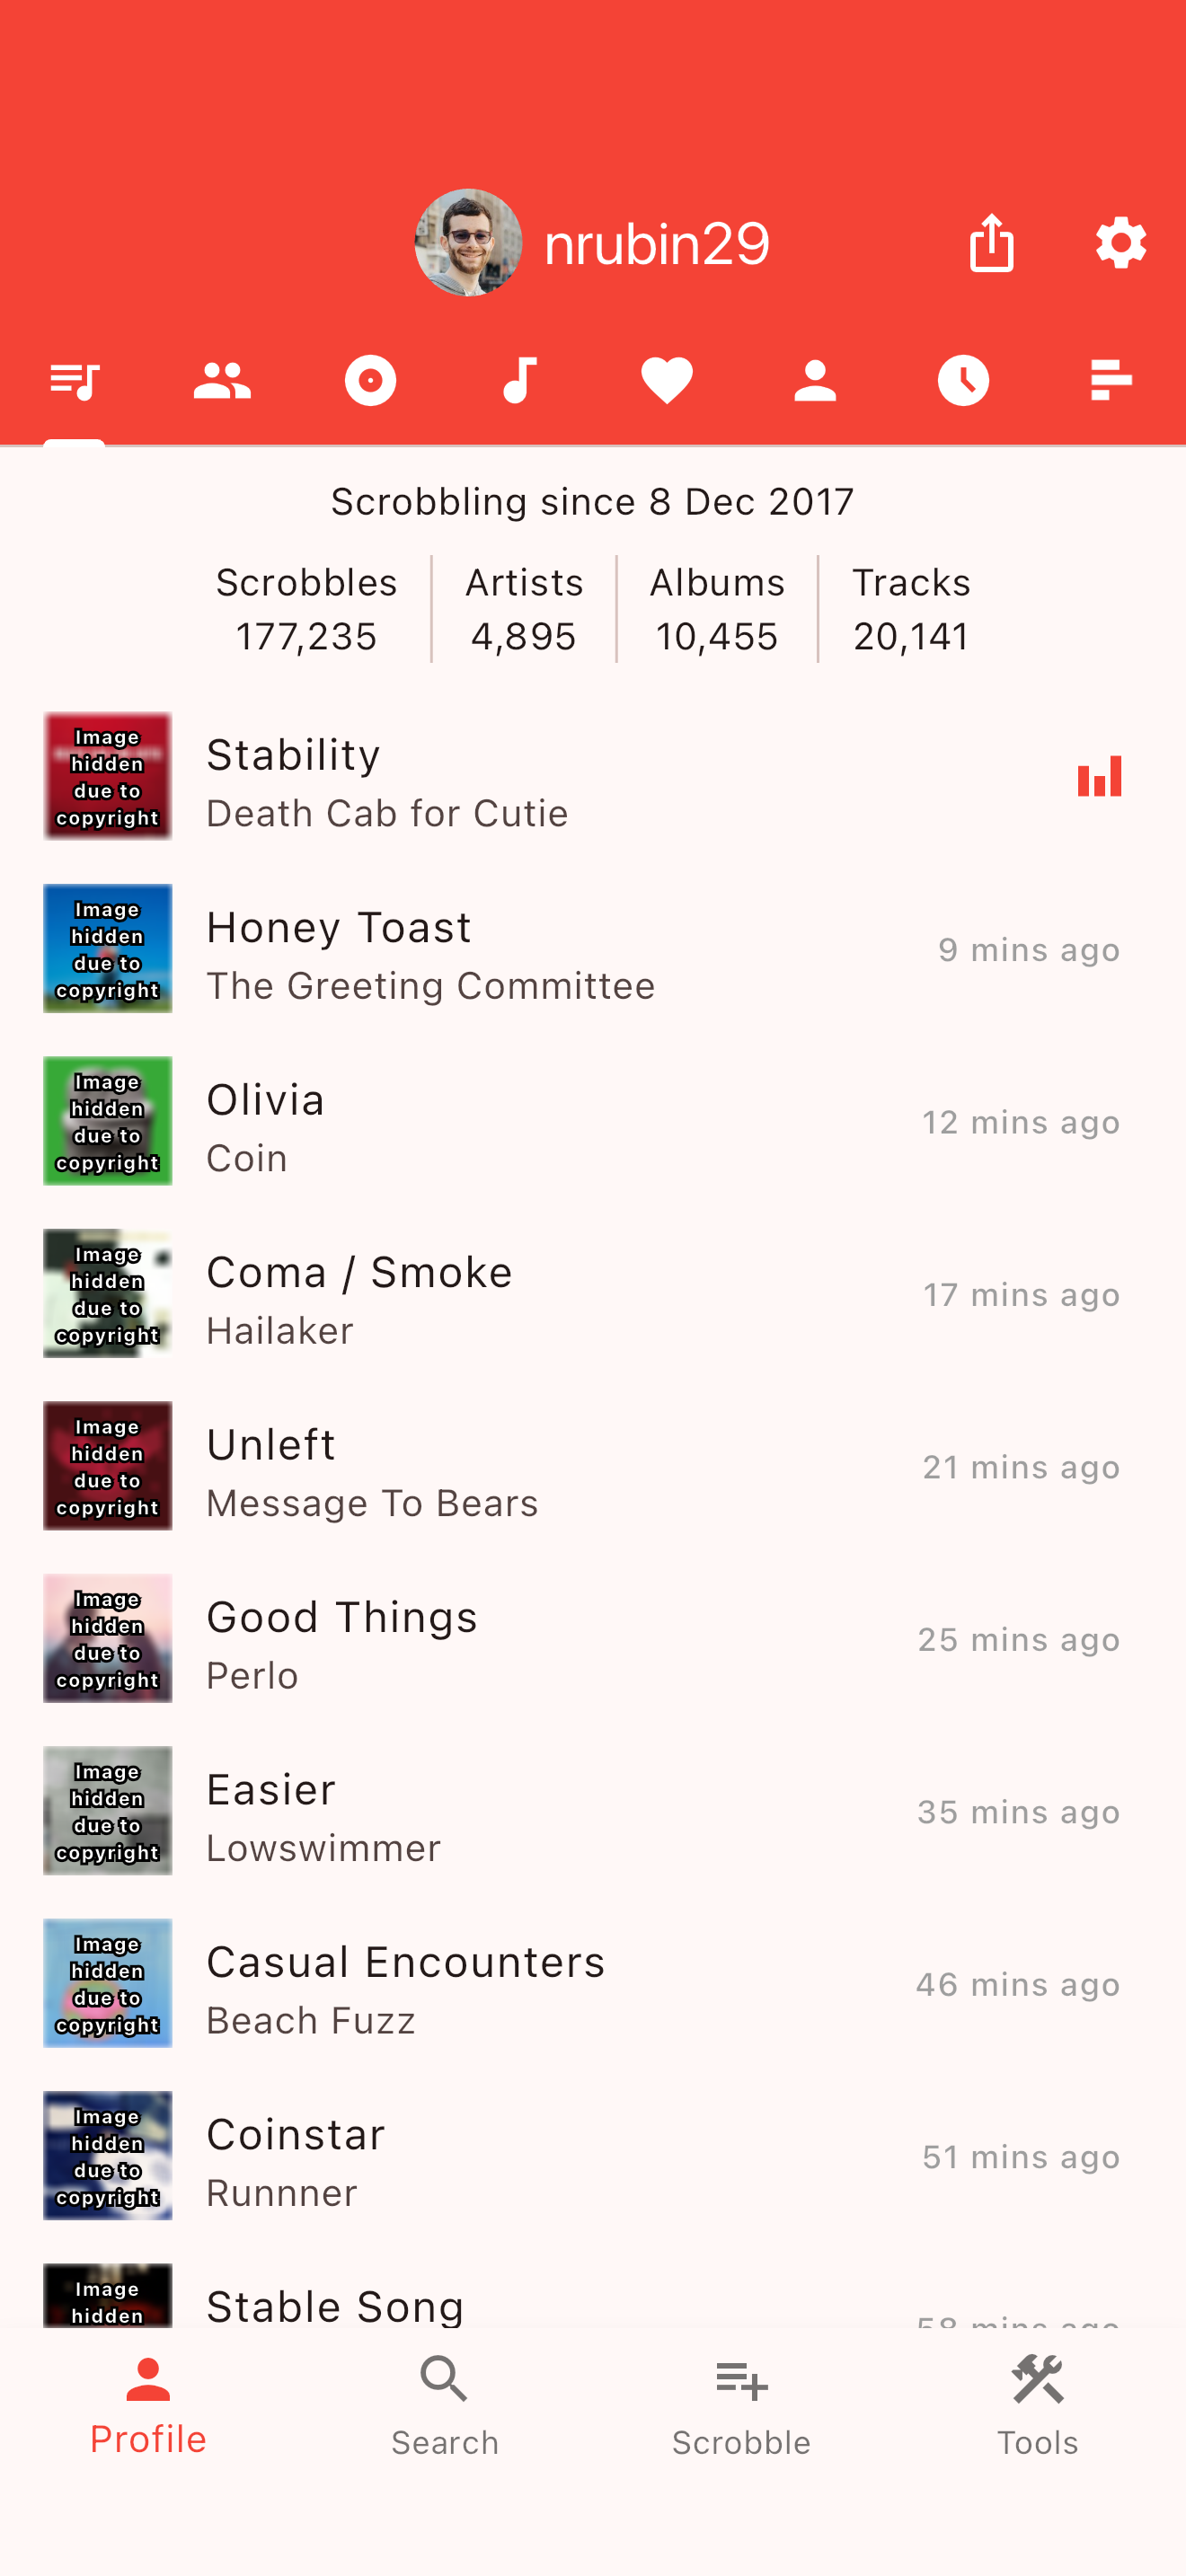 nrubin29
Scrobbling since 8 Dec 2017
Scrobbles Artists Albums Tracks
177,235 4,895 10,455 20,141
Image
hidden
due to
copyright
Stability
Death Cab for Cutie
Image
hidden
due to
copyright
Honey Toast
The Greeting Committee
9 mins ago
Image
hidden
due to
copyright
Olivia
Coin
12 mins ago
Image
hidden
due to
copyright
Coma / Smoke
Hailaker
17 mins ago
Image
hidden
due to
copyright
Unleft
Message To Bears
21 mins ago
Image
hidden
due to
copyright
Good Things
Perlo
25 mins ago
Image
hidden
due to
copyright
Easier
Lowswimmer
35 mins ago
Image
hidden
due to
copyright
Casual Encounters
Beach Fuzz
46 mins ago
Image
hidden
due to
copyright
Coinstar
Runnner
51 mins ago
Image
hidden
Stable Song
58 mins ago
Profile Search Scrobble Tools